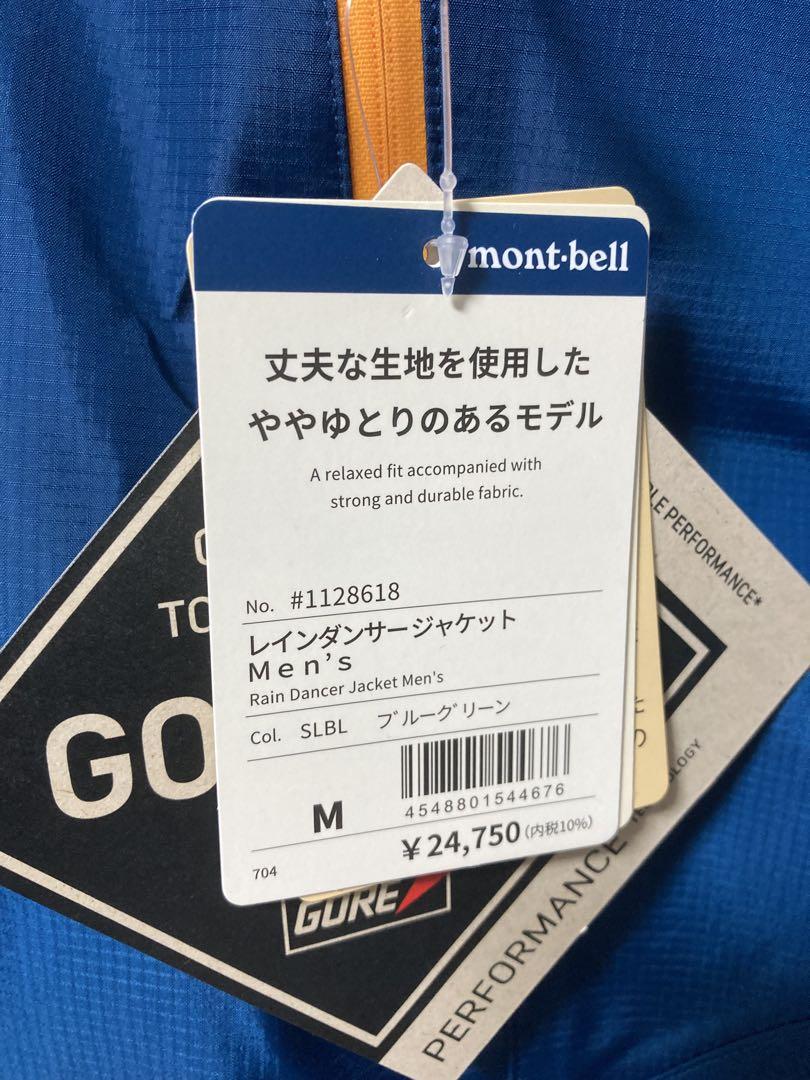 mont·bell
丈夫な生地を使用した
ややゆとりのあるモデル
A relaxed fit accompanied with
strong and durable fabric.
No. #1128618
レインダンサージャケット
Men's
Rain Dancer Jacket Men's
Col. SLBL ブルーグリーン
M
4548801544676
¥24,750(内税10%)
704
GO
TO
GORE
PERFORMANCE*
PERFORMANCE